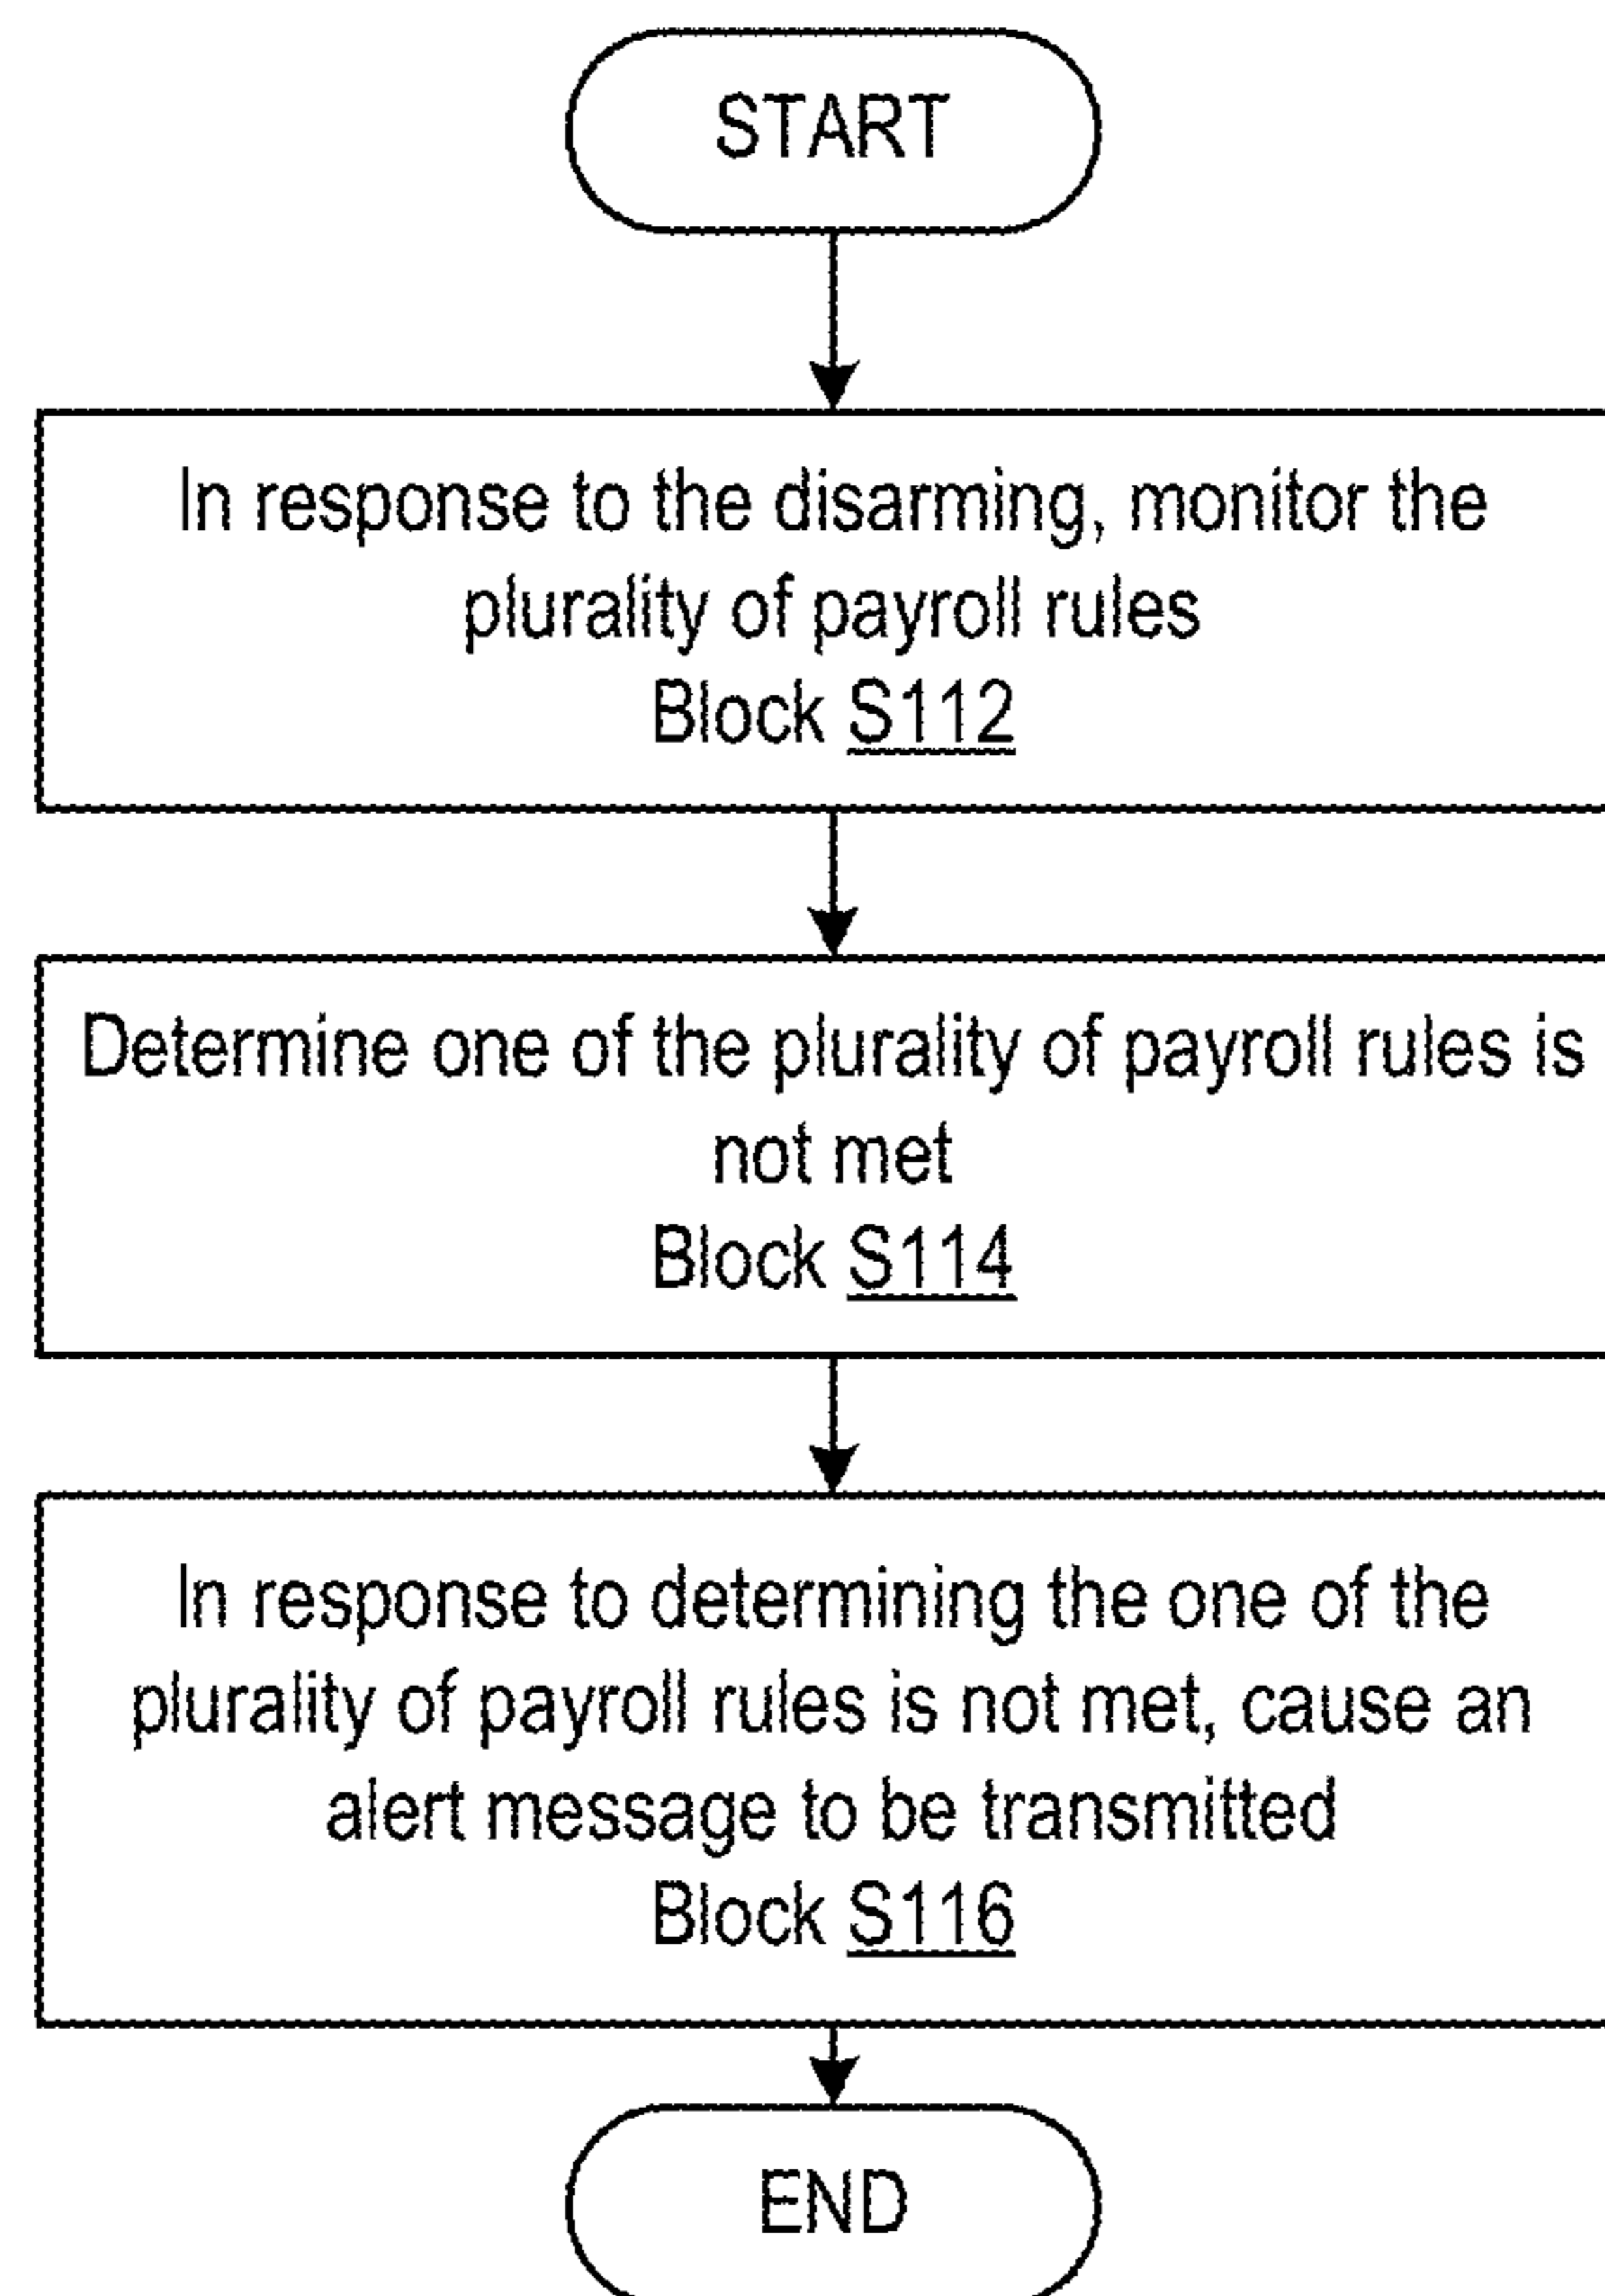 START
In response to the disarming, monitor the
plurality of payroll rules
Block S112
Determine one of the plurality of payroll rules is
not met
Block S114
In response to determining the one of the
plurality of payroll rules is not met, cause an
alert message to be transmitted
Block S116
END